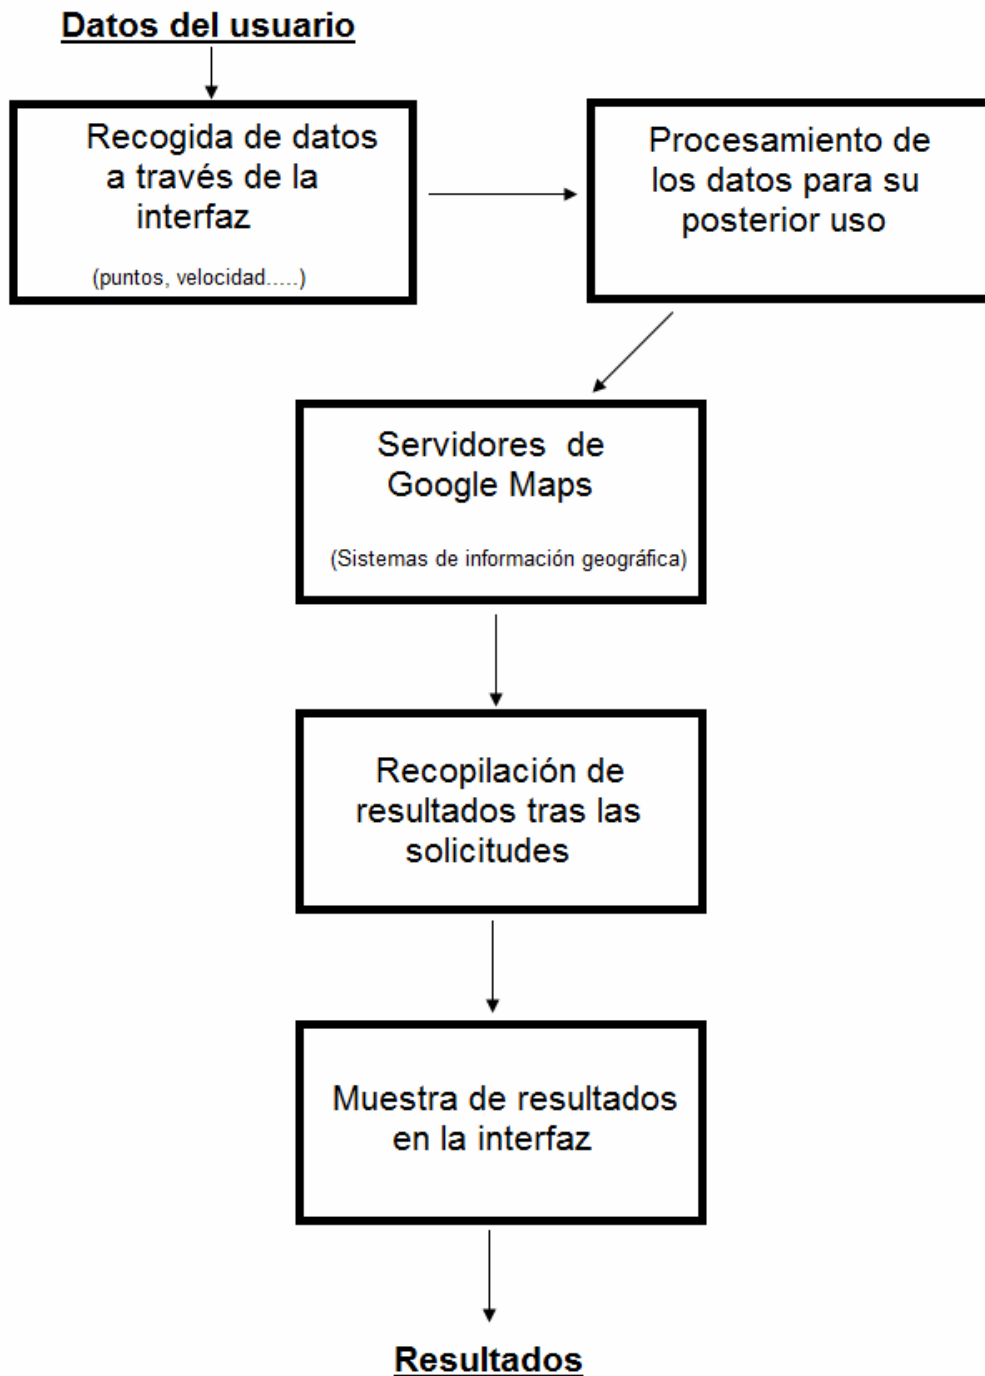 Datos del usuario
Recogida de datos
a través de la
interfaz
(puntos, velocidad.....)
Procesamiento de
los datos para su
posterior uso
Servidores de
Google Maps
(Sistemas de información geográfica)
Recopilación de
resultados tras las
solicitudes
Muestra de resultados
en la interfaz
Resultados